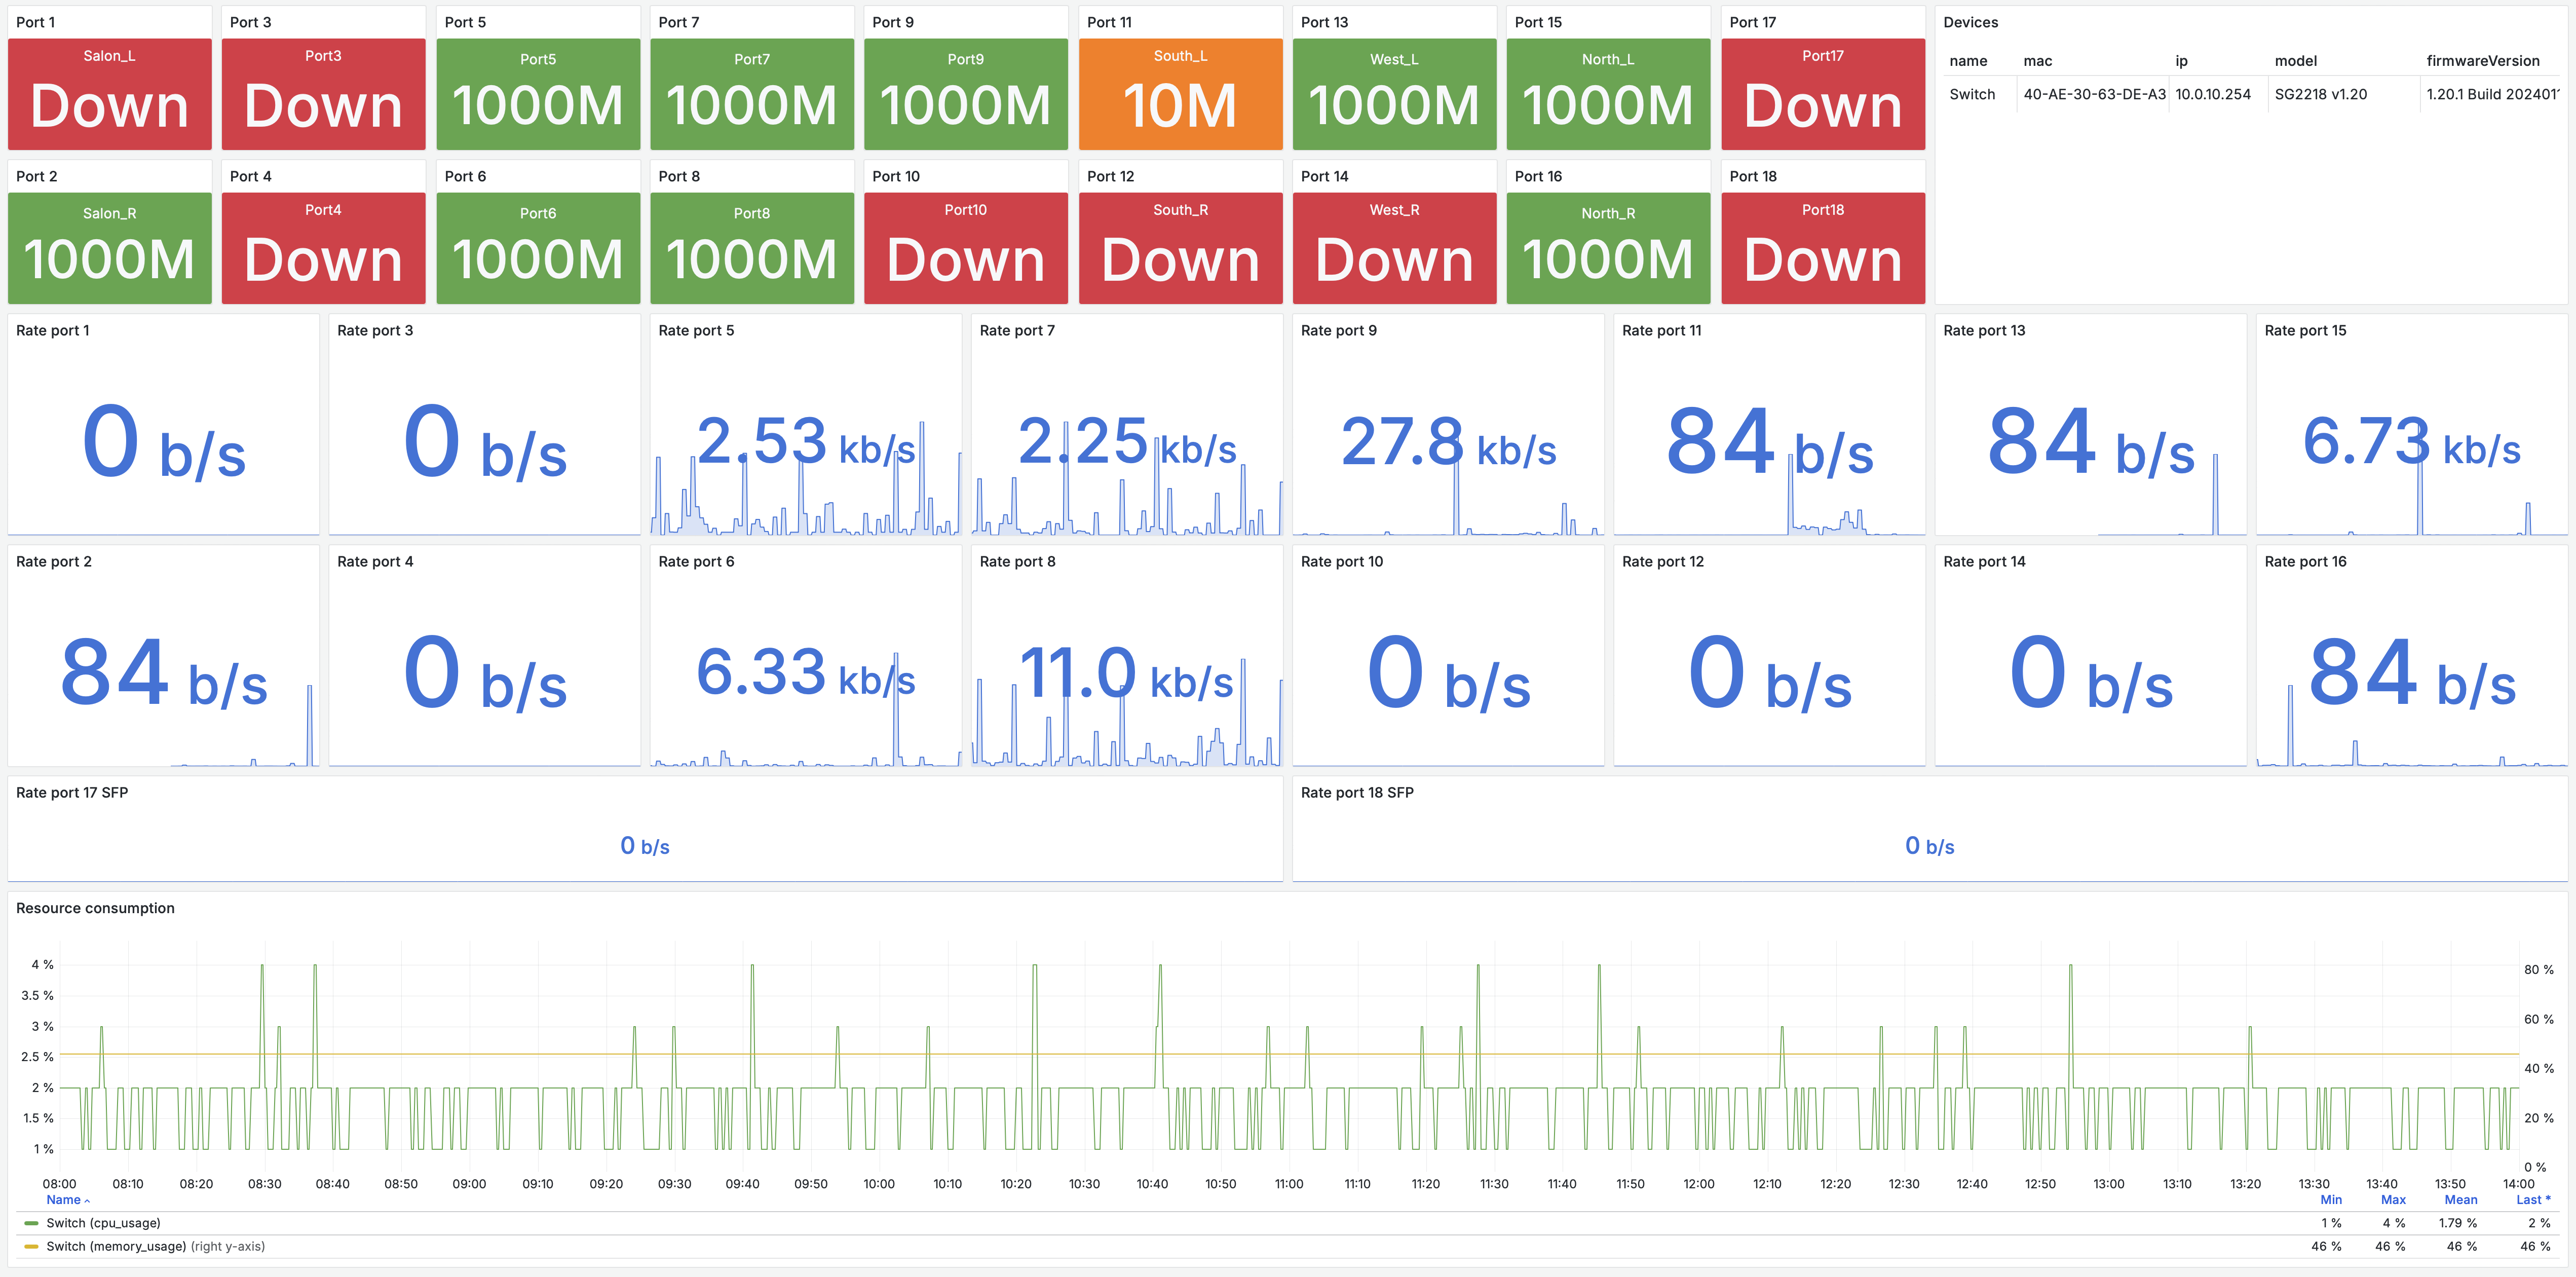 Port 1
Salon_L
Down
Port 3
Port3
Down
Port 5
Port5
1000M
Port 7
Port7
1000M
Port 9
Port9
1000M
Port 11
South_L
10M
Port 13
West_L
1000M
Port 15
North_L
1000M
Port 17
Port17
Down
Devices
name mac ip model firmwareVersion
Switch 40-AE-30-63-DE-A3 10.0.10.254 SG2218 v1.20 1.20.1 Build 202401
Port 2
Salon_R
1000M
Port 4
Port4
Down
Port 6
Port6
1000M
Port 8
Port8
1000M
Port 10
Port10
Down
Port 12
South_R
Down
Port 14
West_R
Down
Port 16
North_R
1000M
Port 18
Port18
Down
Rate port 1
0 b/s
Rate port 3
0 b/s
Rate port 5
2.53 kb/s
Rate port 7
2.25 kb/s
Rate port 9
27.8 kb/s
Rate port 11
84 b/s
Rate port 13
84 b/s
Rate port 15
6.73 kb/s
Rate port 2
84 b/s
Rate port 4
0 b/s
Rate port 6
6.33 kb/s
Rate port 8
11.0 kb/s
Rate port 10
0 b/s
Rate port 12
0 b/s
Rate port 14
0 b/s
Rate port 16
84 b/s
Rate port 17 SFP
0 b/s
Rate port 18 SFP
0 b/s
Resource consumption
4 %
3.5 %
3 %
2.5 %
2 %
1.5 %
1 %
80 %
60 %
40 %
20 %
0 %
08:00 08:10 08:20 08:30 08:40 08:50 09:00 09:10 09:20 09:30 09:40 09:50 10:00 10:10 10:20 10:30 10:40 10:50 11:00 11:10 11:20 11:30 11:40 11:50 12:00 12:10 12:20 12:30 12:40 12:50 13:00 13:10 13:20 13:30 13:40 13:50 14:00
Name Min Max Mean Last *
Switch (cpu_usage) 1 % 4 % 1.79 % 2 %
Switch (memory_usage) (right y-axis) 46 % 46 % 46 % 46 %